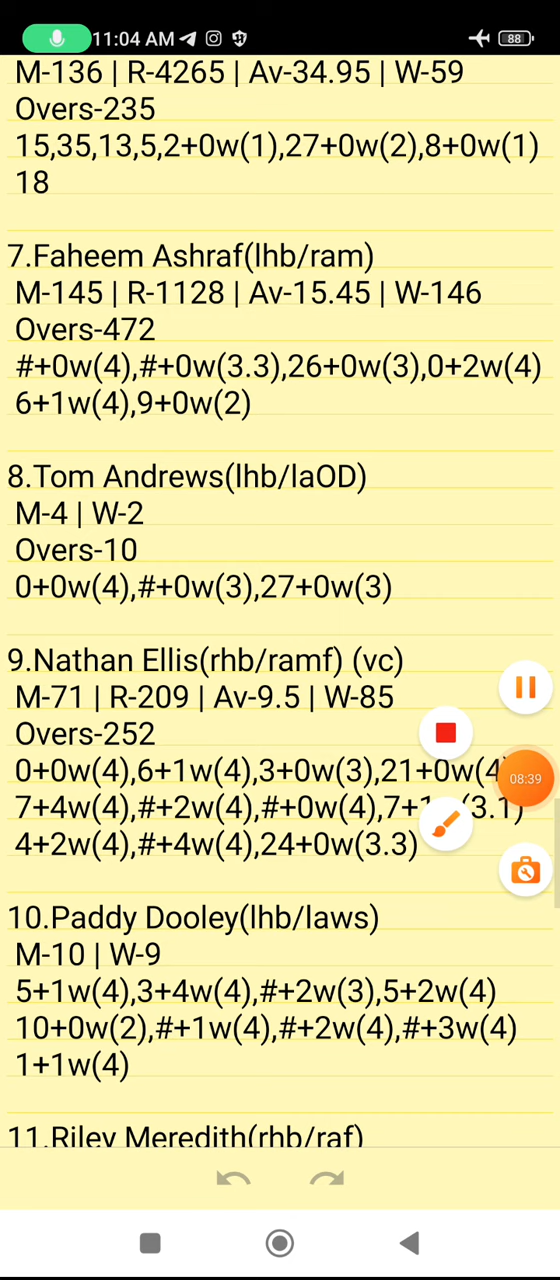 11:04 AM
88
M-136 | R-4265 | Av-34.95 | W-59
Overs-235
15,35,13,5,2+0w(1),27+0w(2),8+0w(1)
18
7.Faheem Ashraf(lhb/ram)
M-145 | R-1128 | Av-15.45 | W-146
Overs-472
#+0w(4),#+0w(3.3),26+0w(3),0+2w(4)
6+1w(4),9+0w(2)
8.Tom Andrews(lhb/laOD)
M-4 | W-2
Overs-10
0+0w(4),#+0w(3),27+0w(3)
9.Nathan Ellis(rhb/ramf) (vc)
M-71 | R-209 | Av-9.5 | W-85
Overs-252
0+0w(4),6+1w(4),3+0w(3),21+0w(4
08:39
7+4w(4),#+2w(4),#+0w(4),7+1 (3.1)
4+2w(4),#+4w(4),24+0w(3.3)
10.Paddy Dooley(lhb/laws)
M-10 | W-9
5+1w(4),3+4w(4),#+2w(3),5+2w(4)
10+0w(2),#+1w(4),#+2w(4),#+3w(4)
1+1w(4)
11.Riley Meredith(rhb/raf)